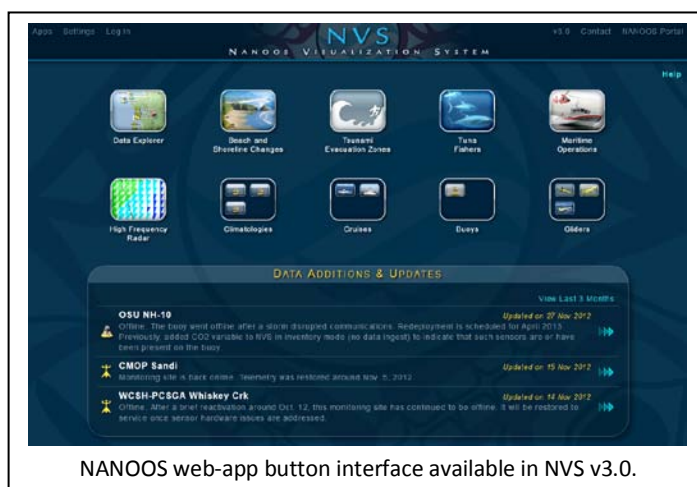 Apps Settings Log In
NVS
v3.0 Contact NANOOS Portal
NANOOS VISUALIZATION SYSTEM
Help
Data Explorer
Beach and
Shoreline Changes
Tsunami
Evacuation Zones
Tuna
Fishers
Maritime
Operations
High Frequency
Radar
Climatologies
Cruises
Buoys
Gliders
DATA ADDITIONS & UPDATES
View Last 3 Months
OSU NH-10
Updated on 27 Nov 2012
Offline. The buoy went offline after a storm disrupted communications. Redeployment is scheduled for April 2013.
Previously, added CO2 variable to NVS in inventory mode (no data ingest) to indicate that such sensors are or have
been present on the buoy.
CMOP Sandi
Updated on 15 Nov 2012
Monitoring site is back online. Telemetry was restored around Nov. 5, 2012.
WCSH-PCSGA Whiskey Crk
Updated on 14 Nov 2012
Offline. After a brief reactivation around Oct. 12, this monitoring site has continued to be offline. It will be restored to
service once sensor hardware issues are addressed.
NANOOS web-app button interface available in NVS v3.0.